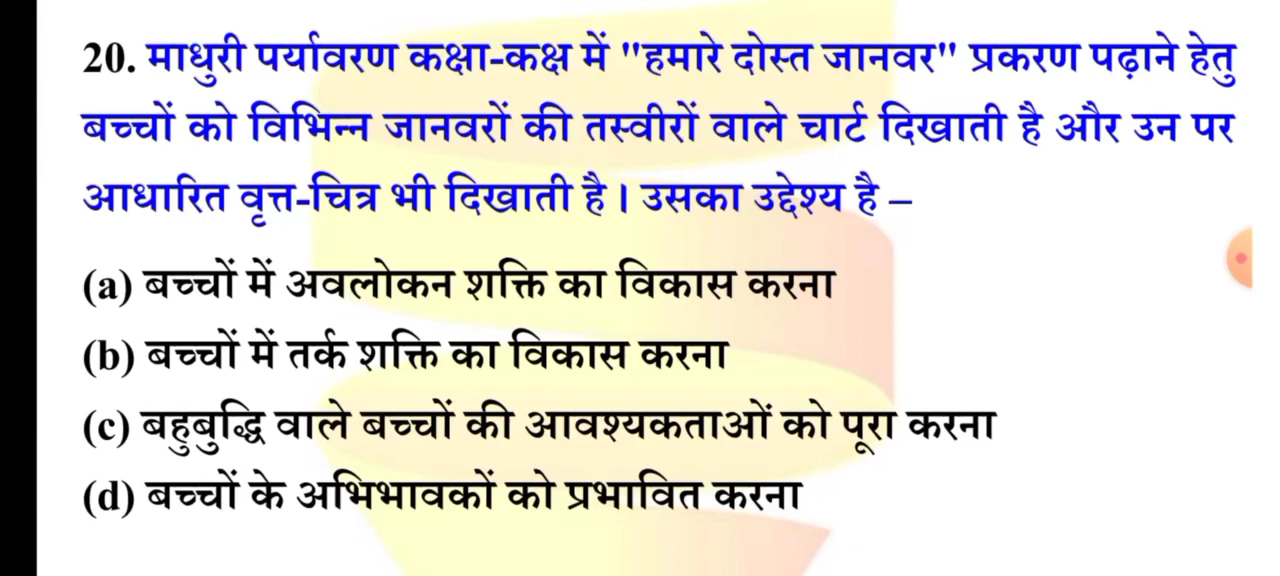 20. माधुरी पर्यावरण कक्षा-कक्ष में "हमारे दोस्त जानवर" प्रकरण पढ़ाने हेतु
बच्चों को विभिन्न जानवरों की तस्वीरों वाले चार्ट दिखाती है और उन पर
आधारित वृत्त-चित्र भी दिखाती है। उसका उद्देश्य है –
(a) बच्चों में अवलोकन शक्ति का विकास करना
(b) बच्चों में तर्क शक्ति का विकास करना
(c) बहुबुद्धि वाले बच्चों की आवश्यकताओं को पूरा करना
(d) बच्चों के अभिभावकों को प्रभावित करना